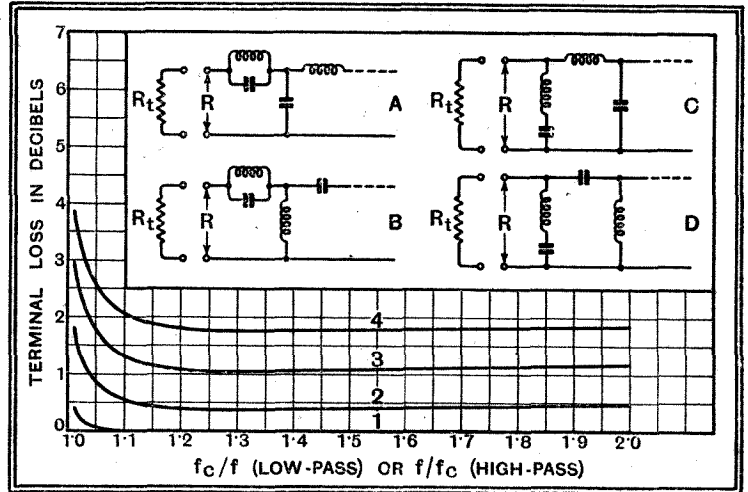 TERMINAL LOSS IN DECIBELS
7
6
5
4
3
2
1
0
Rt
R
A
Rt
R
B
Rt
R
C
Rt
R
D
4
3
2
1
1·0 1·1 1·2 1·3 1·4 1·5 1·6 1·7 1·8 1·9 2·0
fc/f (LOW-PASS) OR f/fc (HIGH-PASS)